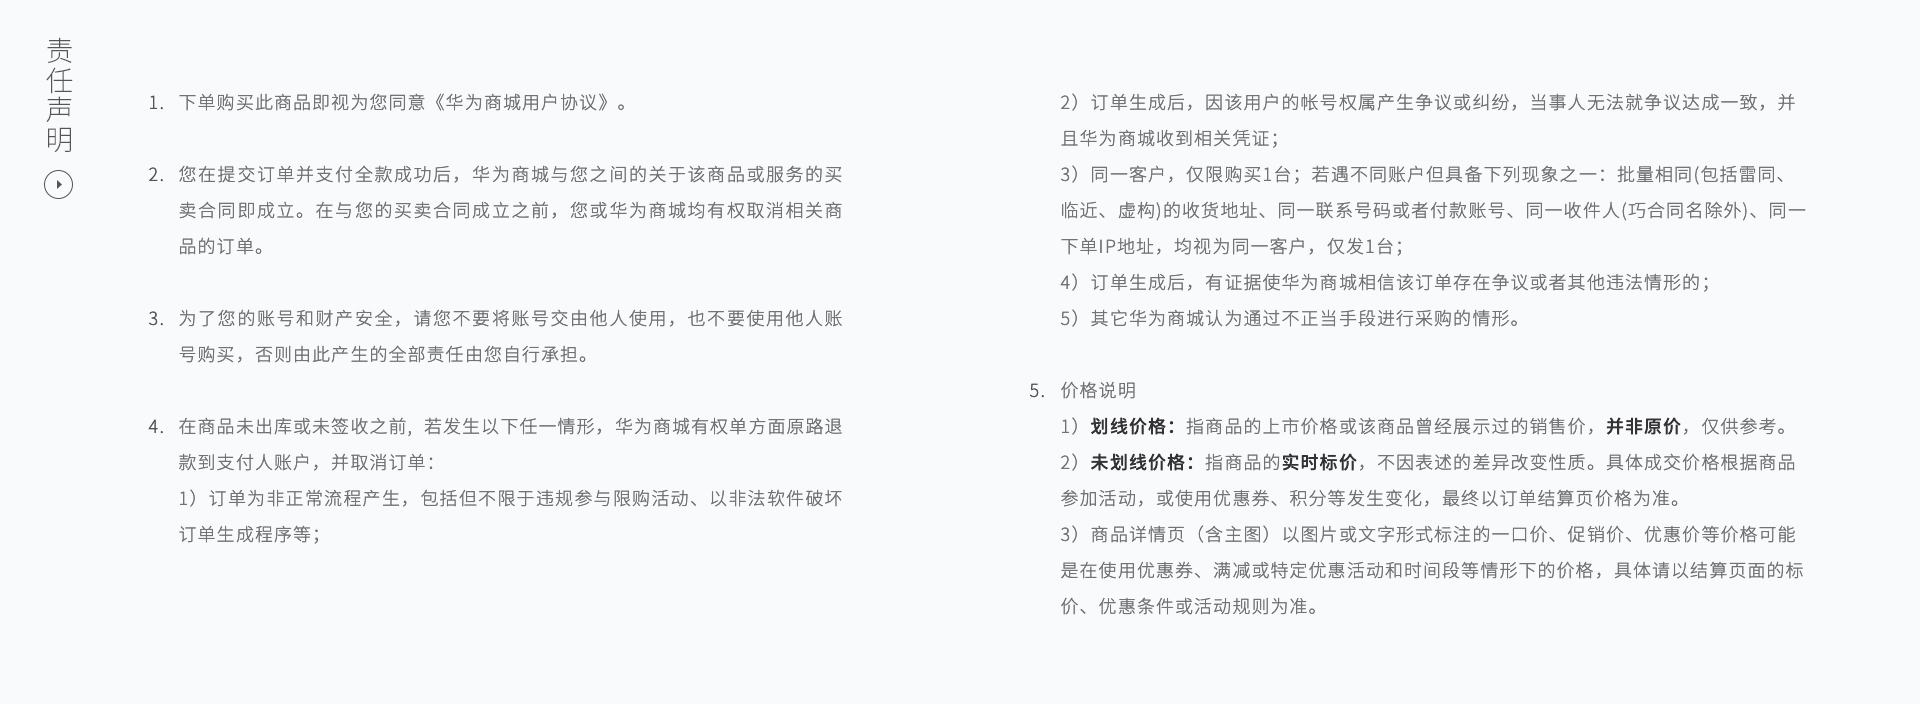 责任声明
1. 下单购买此商品即视为您同意《华为商城用户协议》。
2. 您在提交订单并支付全款成功后，华为商城与您之间的关于该商品或服务的买
卖合同即成立。在与您的买卖合同成立之前，您或华为商城均有权取消相关商
品的订单。
3. 为了您的账号和财产安全，请您不要将账号交由他人使用，也不要使用他人账
号购买，否则由此产生的全部责任由您自行承担。
4. 在商品未出库或未签收之前，若发生以下任一情形，华为商城有权单方面原路退
款到支付人账户，并取消订单：
1）订单为非正常流程产生，包括但不限于违规参与限购活动、以非法软件破坏
订单生成程序等；
2）订单生成后，因该用户的帐号权属产生争议或纠纷，当事人无法就争议达成一致，并
且华为商城收到相关凭证；
3）同一客户，仅限购买1台；若遇不同账户但具备下列现象之一：批量相同(包括雷同、
临近、虚构)的收货地址、同一联系号码或者付款账号、同一收件人(巧合同名除外)、同一
下单IP地址，均视为同一客户，仅发1台；
4）订单生成后，有证据使华为商城相信该订单存在争议或者其他违法情形的；
5）其它华为商城认为通过不正当手段进行采购的情形。
5. 价格说明
1）划线价格：指商品的上市价格或该商品曾经展示过的销售价，并非原价，仅供参考。
2）未划线价格：指商品的实时标价，不因表述的差异改变性质。具体成交价格根据商品
参加活动，或使用优惠券、积分等发生变化，最终以订单结算页价格为准。
3）商品详情页（含主图）以图片或文字形式标注的一口价、促销价、优惠价等价格可能
是在使用优惠券、满减或特定优惠活动和时间段等情形下的价格，具体请以结算页面的标
价、优惠条件或活动规则为准。